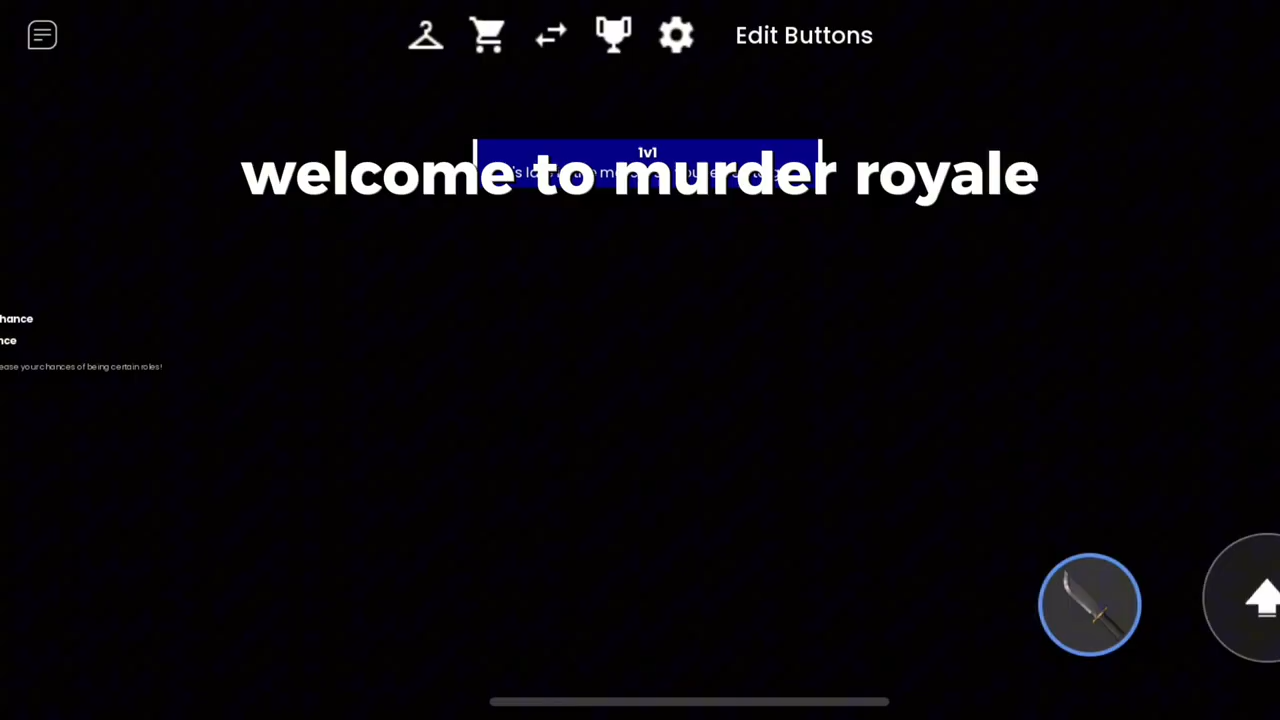 Edit Buttons
1v1
welcome to murder royale
hance
nce
ease your chances of being certain roles!